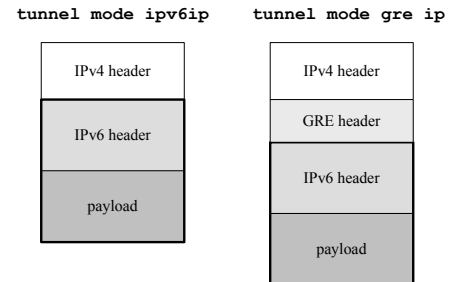 tunnel mode ipv6ip
IPv4 header
IPv6 header
payload
tunnel mode gre ip
IPv4 header
GRE header
IPv6 header
payload